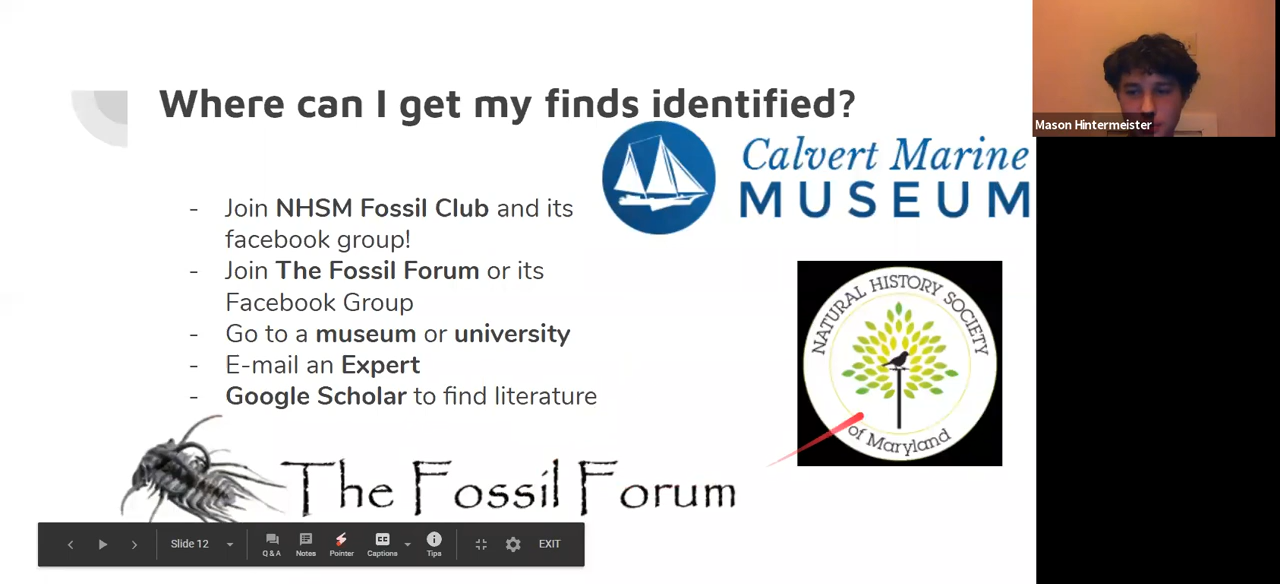 Where can I get my finds identified?
Mason Hintermeister
Calvert Marine
MUSEUM
- Join NHSM Fossil Club and its
facebook group!
- Join The Fossil Forum or its
Facebook Group
- Go to a museum or university
- E-mail an Expert
- Google Scholar to find literature
NATURAL HISTORY SOCIETY
of Maryland
The Fossil Forum
Slide 12
Q & A
Notes
Pointer
Captions
Tips
EXIT